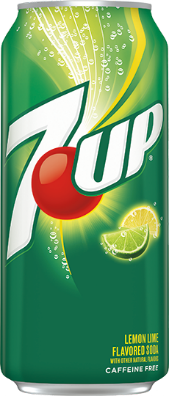 7UP®
LEMON LIME
FLAVORED SODA
WITH OTHER NATURAL FLAVORS
CAFFEINE FREE